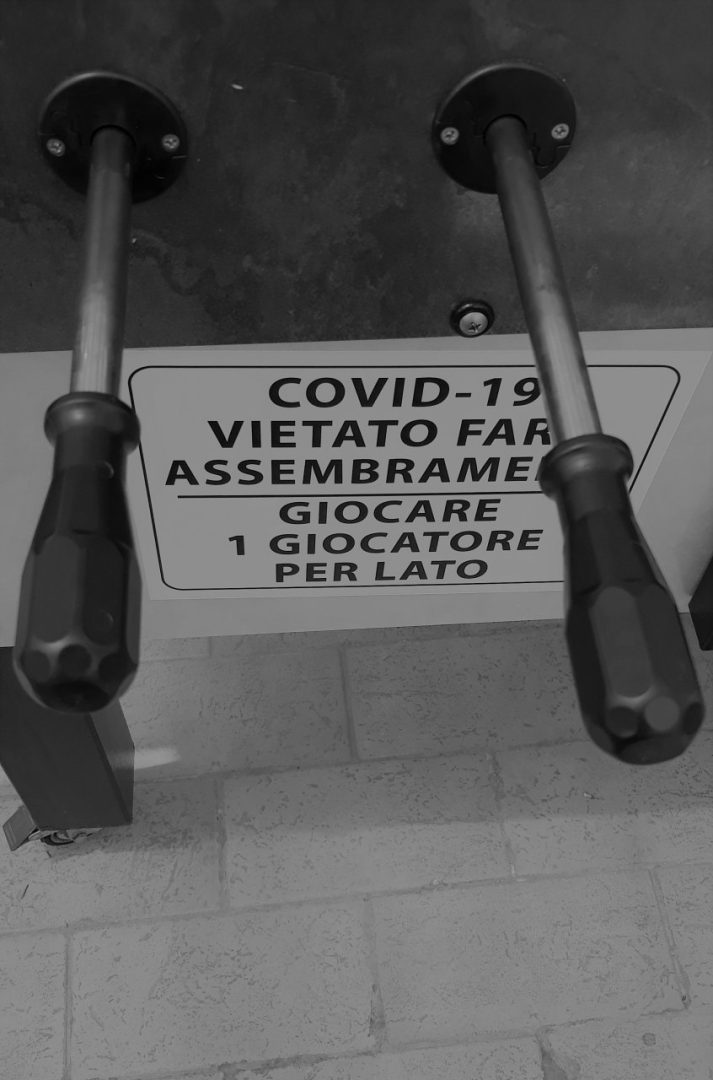 COVID-19
VIETATO FAR
ASSEMBRAME
GIOCARE
1 GIOCATORE
PER LATO